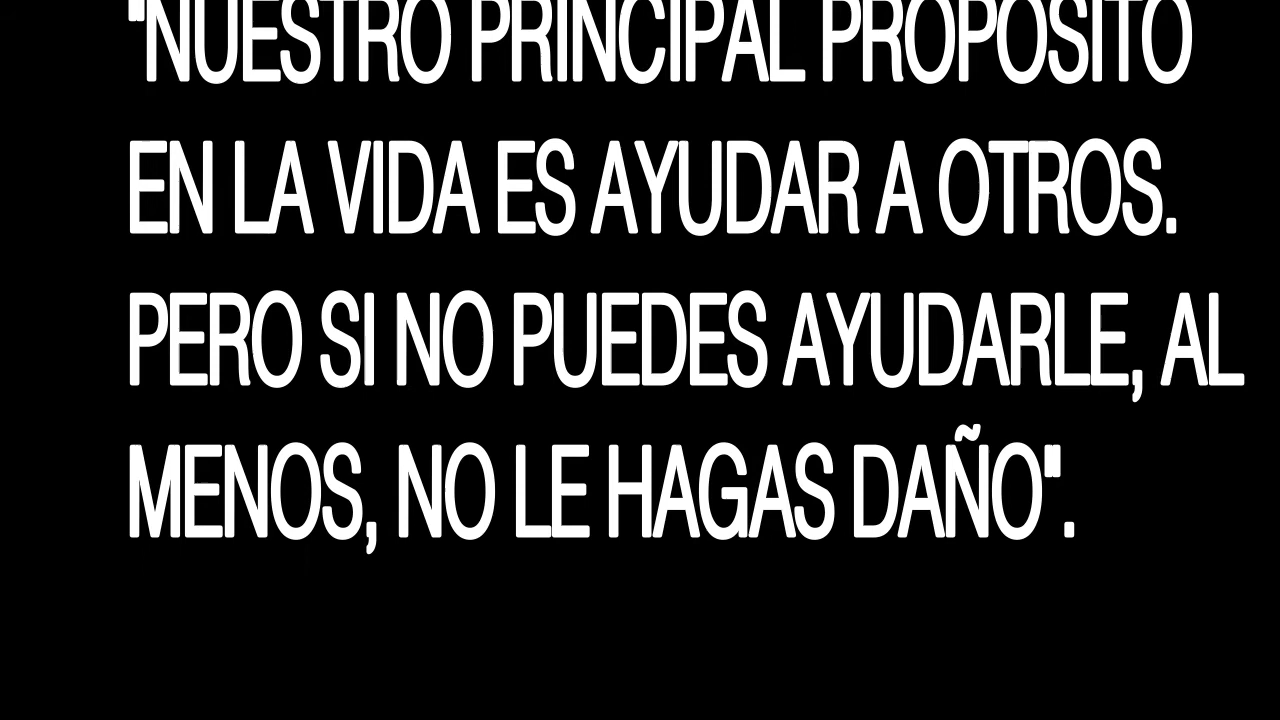 "NUESTRO PRINCIPAL PROPOSITO
EN LA VIDA ES AYUDAR A OTROS.
PERO SI NO PUEDES AYUDARLE, AL
MENOS, NO LE HAGAS DAÑO".